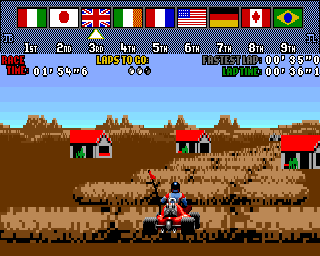 1ST 2ND 3RD 4TH 5TH 6TH 7TH 8TH 9TH
RACE LAPS TO GO: FASTEST LAP: 00'35"0
TIME: 01'54"6 LAP TIME: 00'36"1